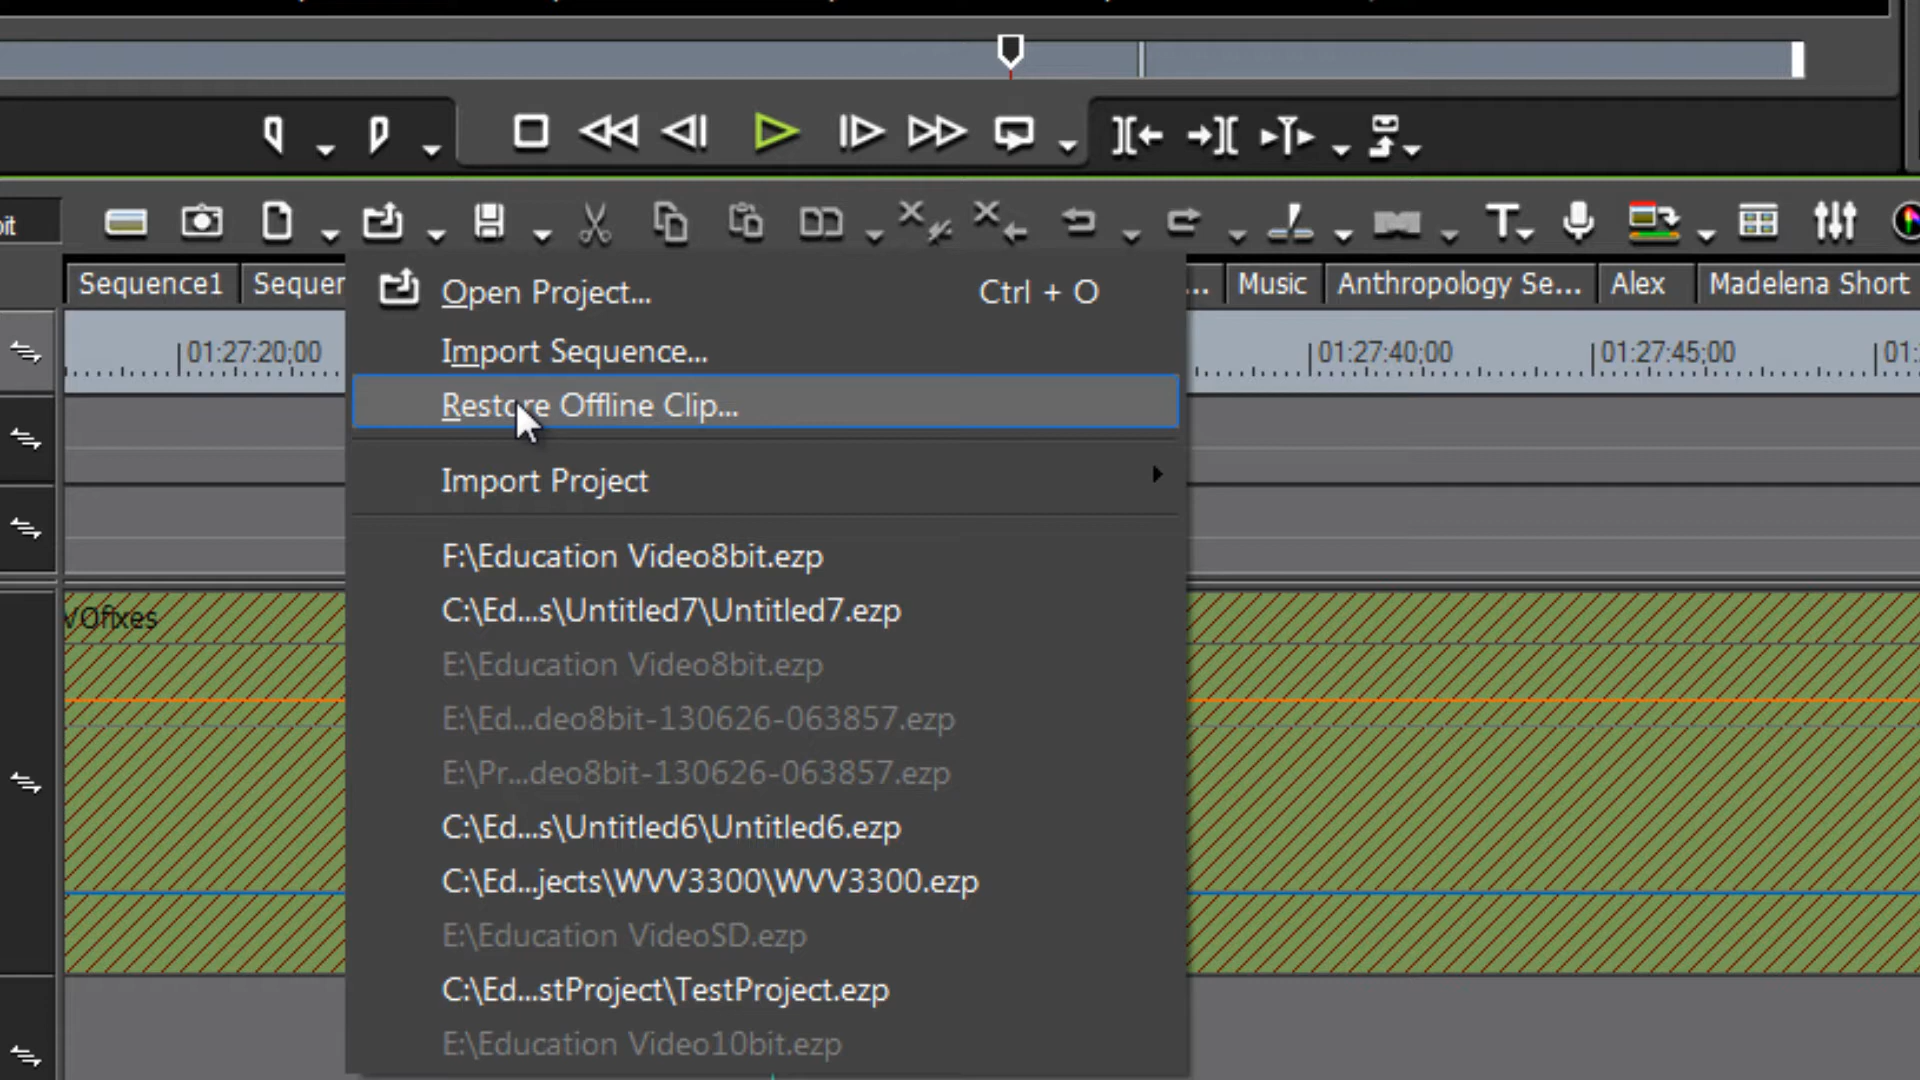 it
Sequence1
Sequen
...
Music
Anthropology Se...
Alex
Madelena Short
01:27:20;00
01:27:40;00
01:27:45;00
01:
Open Project... Ctrl + O
Import Sequence...
Restore Offline Clip...
Import Project
F:\Education Video8bit.ezp
C:\Ed...s\Untitled7\Untitled7.ezp
E:\Education Video8bit.ezp
E:\Ed...deo8bit-130626-063857.ezp
E:\Pr...deo8bit-130626-063857.ezp
C:\Ed...s\Untitled6\Untitled6.ezp
C:\Ed...jects\WVV3300\WVV3300.ezp
E:\Education VideoSD.ezp
C:\Ed...stProject\TestProject.ezp
E:\Education Video10bit.ezp
VOfixes